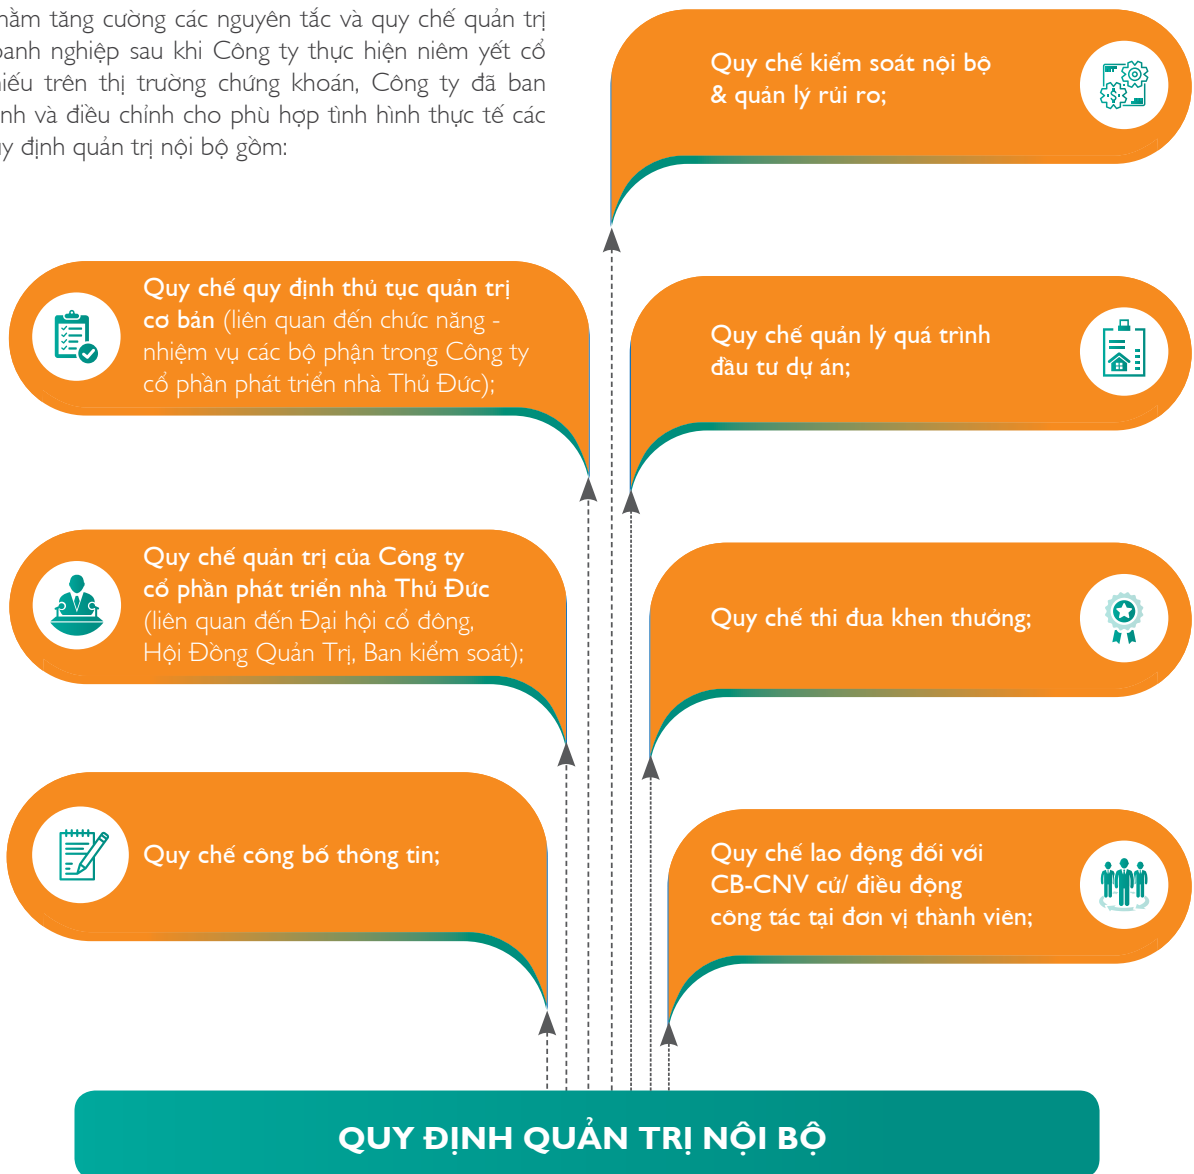 hằm tăng cường các nguyên tắc và quy chế quản trị
oanh nghiệp sau khi Công ty thực hiện niêm yết cổ
hiếu trên thị trường chứng khoán, Công ty đã ban
ành và điều chỉnh cho phù hợp tình hình thực tế các
uy định quản trị nội bộ gồm:
Quy chế kiểm soát nội bộ
& quản lý rủi ro;
Quy chế quy định thủ tục quản trị
cơ bản (liên quan đến chức năng -
nhiệm vụ các bộ phận trong Công ty
cổ phần phát triển nhà Thủ Đức);
Quy chế quản lý quá trình
đầu tư dự án;
Quy chế quản trị của Công ty
cổ phần phát triển nhà Thủ Đức
(liên quan đến Đại hội cổ đông,
Hội Đồng Quản Trị, Ban kiểm soát);
Quy chế thi đua khen thưởng;
Quy chế công bố thông tin;
Quy chế lao động đối với
CB-CNV cử/ điều động
công tác tại đơn vị thành viên;
QUY ĐỊNH QUẢN TRỊ NỘI BỘ